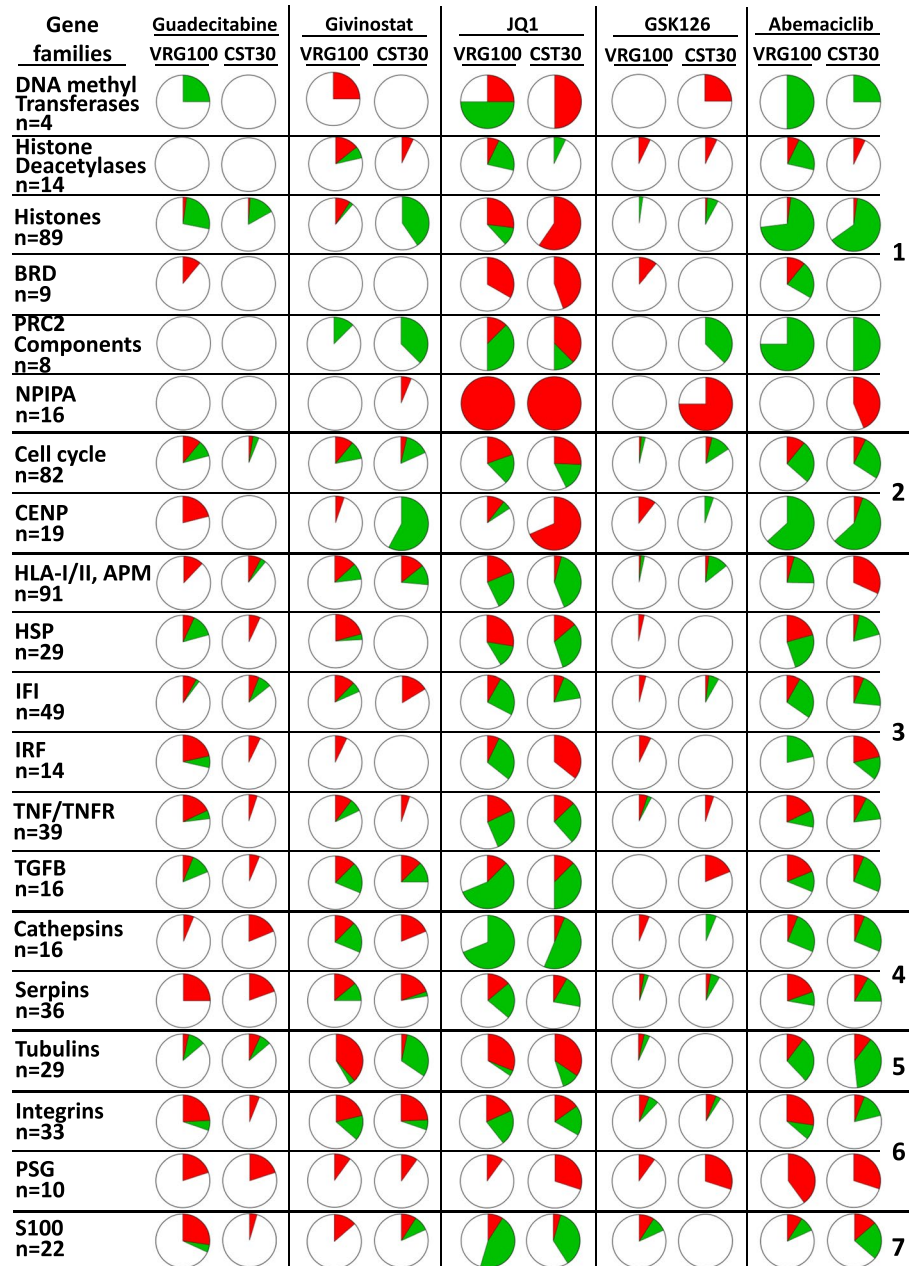 Gene families
Guadecitabine Givinostat JQ1 GSK126 Abemaciclib
VRG100 CST30 VRG100 CST30 VRG100 CST30 VRG100 CST30 VRG100 CST30
DNA methyl
Transferases
n=4
Histone
Deacetylases
n=14
Histones
n=89
1
BRD
n=9
PRC2
Components
n=8
NPIPA
n=16
Cell cycle
n=82
2
CENP
n=19
HLA-I/II, APM
n=91
HSP
n=29
IFI
n=49
3
IRF
n=14
TNF/TNFR
n=39
TGFB
n=16
Cathepsins
n=16
4
Serpins
n=36
Tubulins
n=29
5
Integrins
n=33
6
PSG
n=10
S100
n=22
7